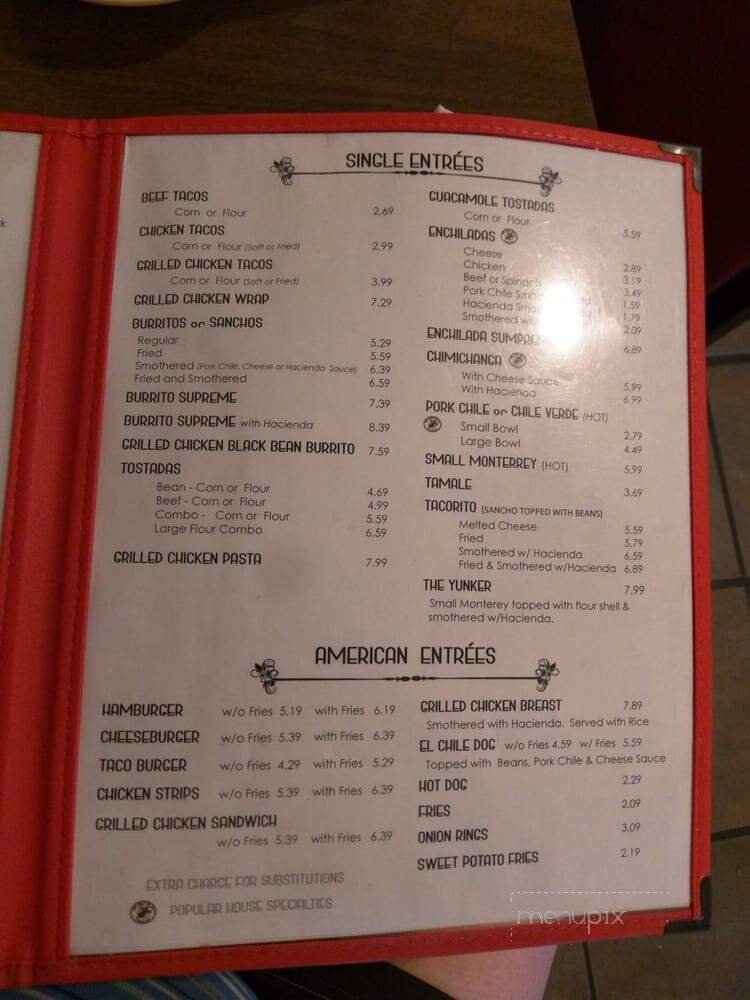 SINGLE ENTRÉES
BEEF TACOS
Corn or Flour 2.69
CHICKEN TACOS
Corn or Flour (Soft or Fried) 2.99
GRILLED CHICKEN TACOS
Corn or Flour (Soft or Fried) 3.99
GRILLED CHICKEN WRAP 7.29
BURRITOS or SANCHOS
Regular 5.29
Fried 5.59
Smothered (Pork Chile, Cheese or Hacienda Sauce) 6.39
Fried and Smothered 6.59
BURRITO SUPREME 7.39
BURRITO SUPREME with Hacienda 8.39
GRILLED CHICKEN BLACK BEAN BURRITO 7.59
TOSTADAS
Bean - Corn or Flour 4.69
Beef - Corn or Flour 4.99
Combo - Corn or Flour 5.59
Large Flour Combo 6.59
GRILLED CHICKEN PASTA 7.99
GUACAMOLE TOSTADAS
Corn or Flour 5.59
ENCHILADAS
Cheese
Chicken 2.89
Beef or Spinach 3.19
Pork Chile 3.49
Hacienda 1.59
Smothered 1.79
2.09
ENCHILADA 6.89
CHIMICHANGA
With Cheese Sauce 5.99
With Hacienda 6.99
PORK CHILE or CHILE VERDE (HOT)
Small Bowl 2.79
Large Bowl 4.49
SMALL MONTERREY (HOT) 5.99
TAMALE 3.69
TACORITO (SANCHO TOPPED WITH BEANS)
Melted Cheese 5.59
Fried 5.79
Smothered w/ Hacienda 6.59
Fried & Smothered w/Hacienda 6.89
THE YUNKER 7.99
Small Monterey topped with flour shell &
smothered w/Hacienda.
AMERICAN ENTRÉES
HAMBURGER w/o Fries 5.19 with Fries 6.19
CHEESEBURGER w/o Fries 5.39 with Fries 6.39
TACO BURGER w/o Fries 4.29 with Fries 5.29
CHICKEN STRIPS w/o Fries 5.39 with Fries 6.39
GRILLED CHICKEN SANDWICH
w/o Fries 5.39 with Fries 6.39
GRILLED CHICKEN BREAST 7.89
Smothered with Hacienda. Served with Rice
EL CHILE DOG w/o Fries 4.59 w/ Fries 5.59
Topped with Beans, Pork Chile & Cheese Sauce
HOT DOG 2.29
FRIES 2.09
ONION RINGS 3.09
SWEET POTATO FRIES 2.19
EXTRA CHARGE FOR SUBSTITUTIONS
POPULAR HOUSE SPECIALTIES
menupix